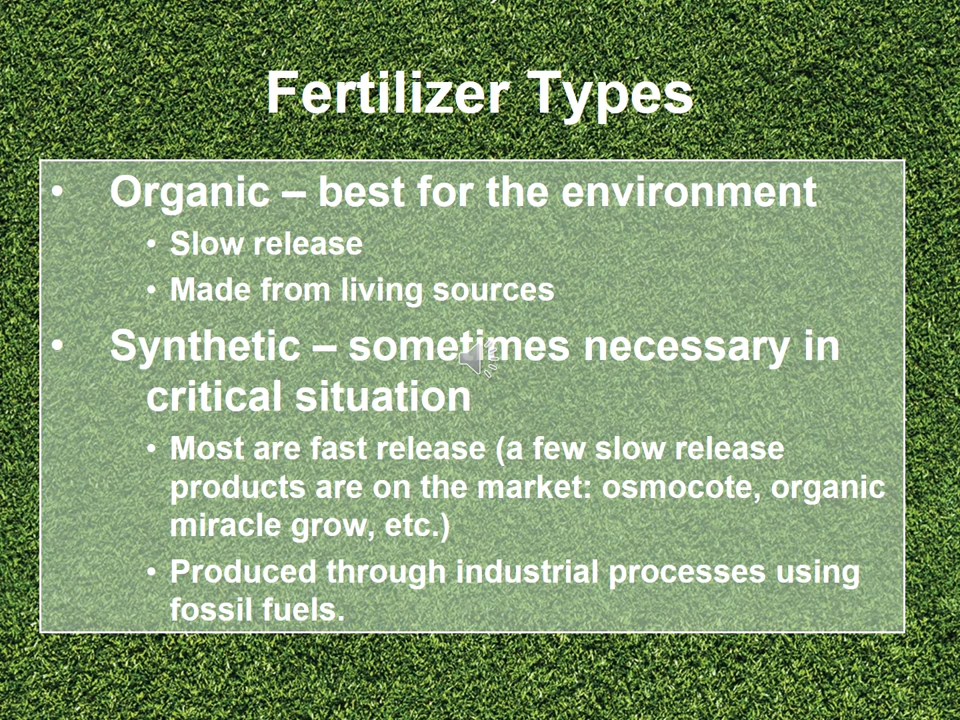 Fertilizer Types
• Organic – best for the environment
• Slow release
• Made from living sources
• Synthetic – sometimes necessary in
critical situation
• Most are fast release (a few slow release
products are on the market: osmocote, organic
miracle grow, etc.)
• Produced through industrial processes using
fossil fuels.